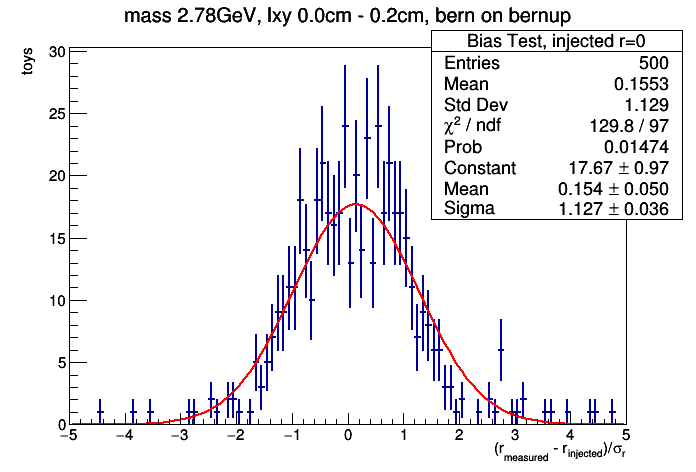 mass 2.78GeV, lxy 0.0cm - 0.2cm, bern on bernup
Bias Test, injected r=0
Entries 500
Mean 0.1553
Std Dev 1.129
χ² / ndf 129.8 / 97
Prob 0.01474
Constant 17.67 ± 0.97
Mean 0.154 ± 0.050
Sigma 1.127 ± 0.036
toys
30
25
20
15
10
5
0
−5 −4 −3 −2 −1 0 1 2 3 4 5
(r_measured - r_injected)/σ_r